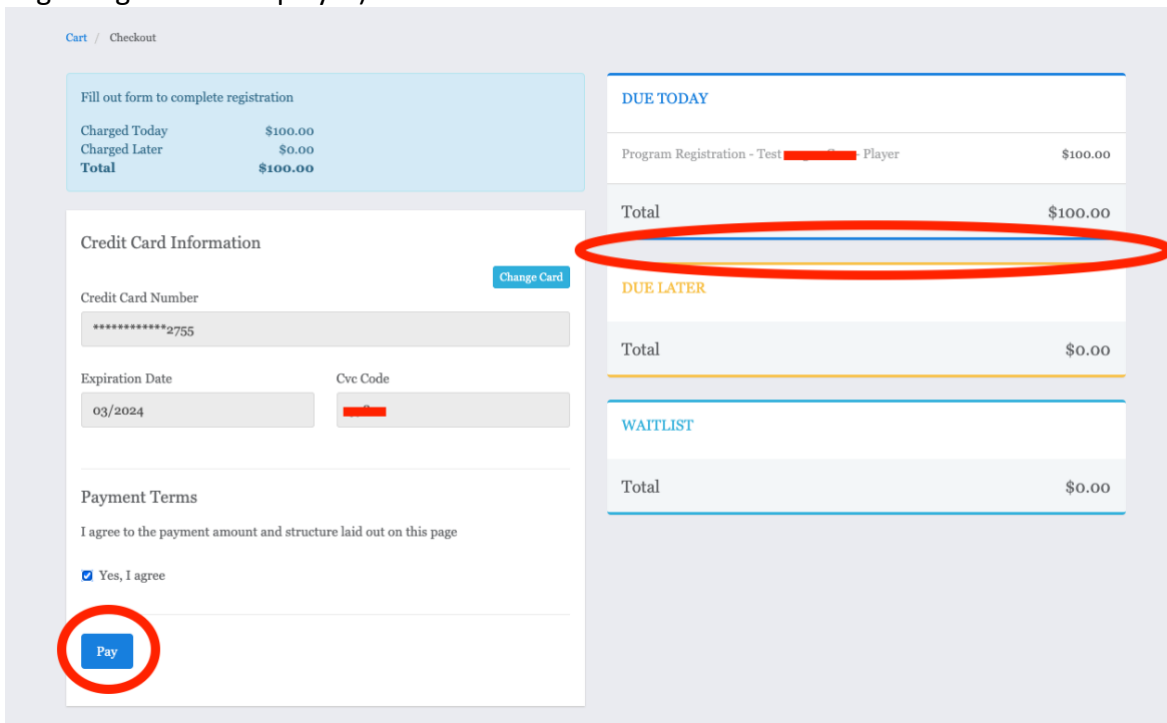 Cart / Checkout
Fill out form to complete registration
Charged Today $100.00
Charged Later $0.00
Total $100.00
Credit Card Information
Change Card
Credit Card Number
************2755
Expiration Date Cvc Code
03/2024
Payment Terms
I agree to the payment amount and structure laid out on this page
Yes, I agree
Pay
DUE TODAY
Program Registration - Test - Player $100.00
Total $100.00
DUE LATER
Total $0.00
WAITLIST
Total $0.00